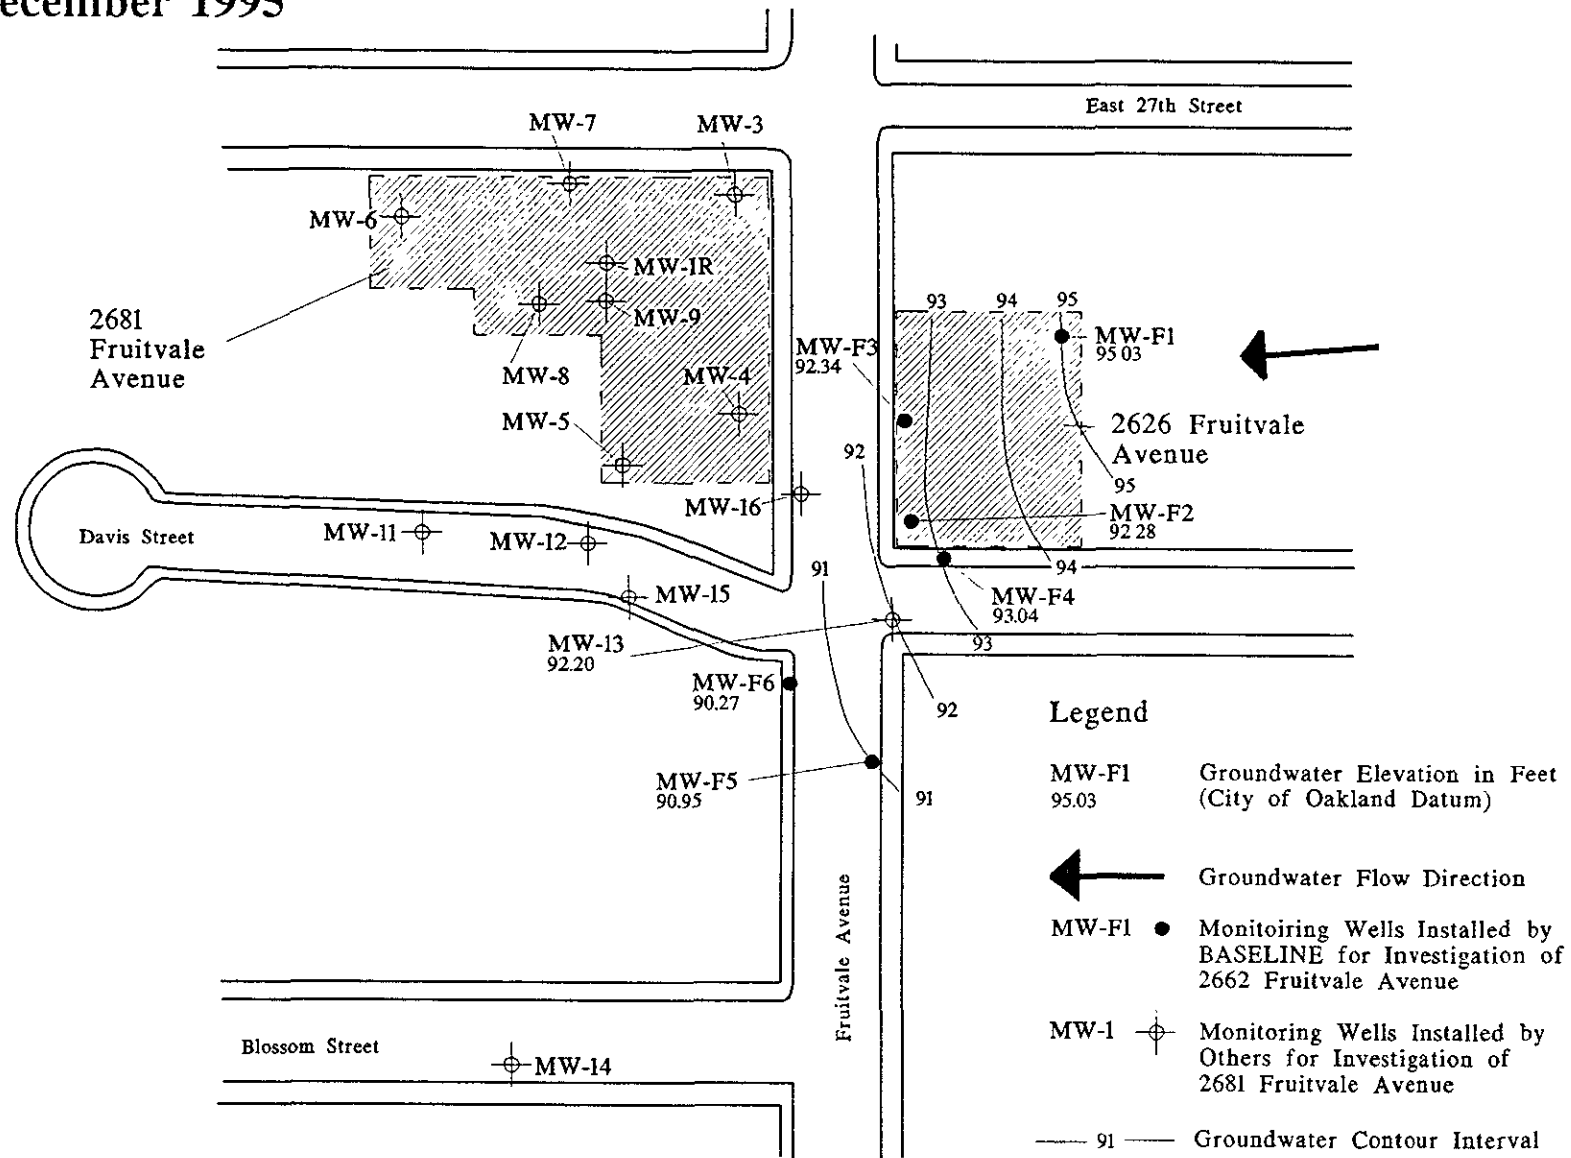 December 1995
East 27th Street
MW-7
MW-3
MW-6
MW-1R
MW-9
MW-8
MW-4
MW-5
2681
Fruitvale
Avenue
93
94
95
MW-F1
95 03
MW-F3
92.34
2626 Fruitvale
Avenue
92
95
MW-16
MW-F2
92 28
Davis Street
MW-11
MW-12
94
91
MW-15
MW-F4
93.04
MW-13
92.20
93
MW-F6
90.27
92
MW-F5
90.95
91
Legend
MW-F1
95.03
Groundwater Elevation in Feet
(City of Oakland Datum)
Groundwater Flow Direction
MW-F1
Monitoiring Wells Installed by
BASELINE for Investigation of
2662 Fruitvale Avenue
MW-1
Monitoring Wells Installed by
Others for Investigation of
2681 Fruitvale Avenue
91
Groundwater Contour Interval
Fruitvale Avenue
Blossom Street
MW-14